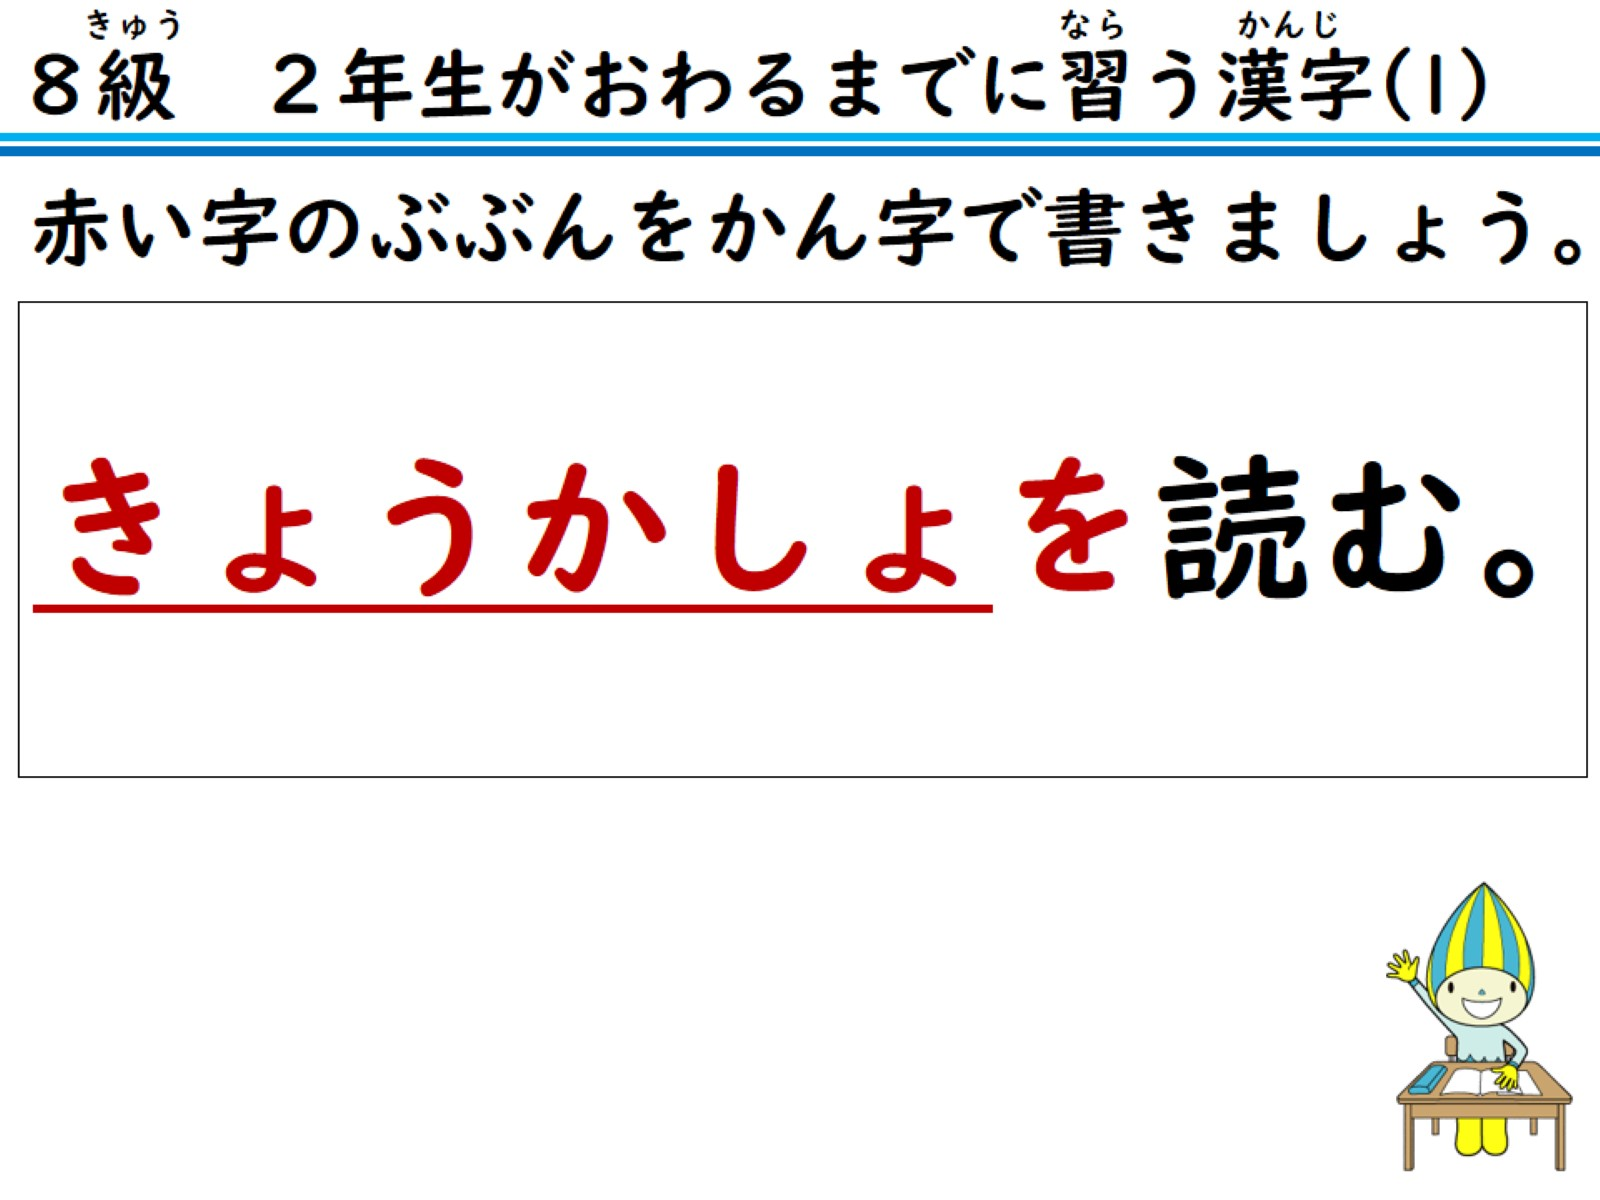 きゅう なら かんじ
８級　２年生がおわるまでに習う漢字(1)
赤い字のぶぶんをかん字で書きましょう。
きょうかしょを読む。